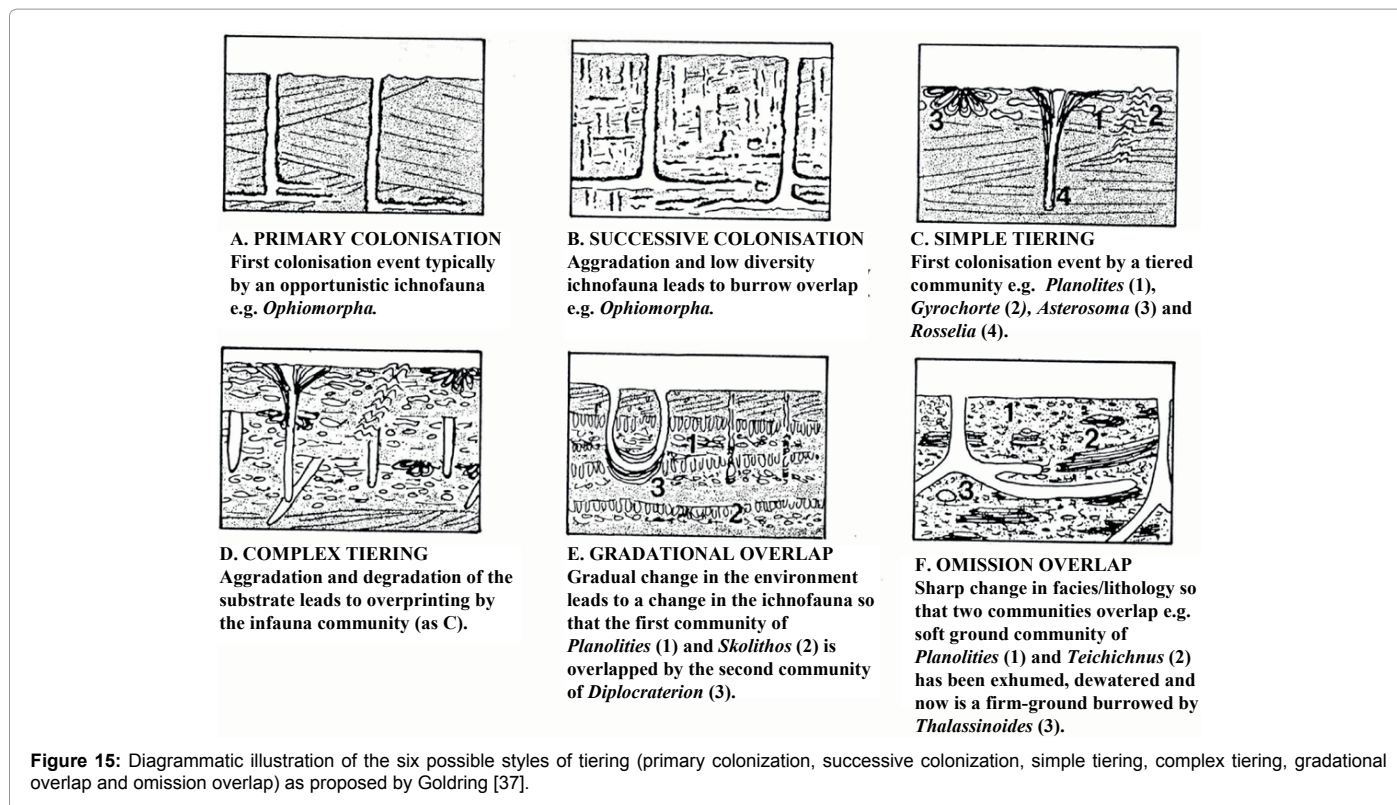 3
1
2
4
A. PRIMARY COLONISATION
First colonisation event typically
by an opportunistic ichnofauna
e.g. Ophiomorpha.
B. SUCCESSIVE COLONISATION
Aggradation and low diversity
ichnofauna leads to burrow overlap
e.g. Ophiomorpha.
C. SIMPLE TIERING
First colonisation event by a tiered
community e.g. Planolites (1),
Gyrochorte (2), Asterosoma (3) and
Rosselia (4).
1
3
2
1
2
3
D. COMPLEX TIERING
Aggradation and degradation of the
substrate leads to overprinting by
the infauna community (as C).
E. GRADATIONAL OVERLAP
Gradual change in the environment
leads to a change in the ichnofauna so
that the first community of
Planolities (1) and Skolithos (2) is
overlapped by the second community
of Diplocraterion (3).
F. OMISSION OVERLAP
Sharp change in facies/lithology so
that two communities overlap e.g.
soft ground community of
Planolities (1) and Teichichnus (2)
has been exhumed, dewatered and
now is a firm-ground burrowed by
Thalassinoides (3).
Figure 15: Diagrammatic illustration of the six possible styles of tiering (primary colonization, successive colonization, simple tiering, complex tiering, gradational
overlap and omission overlap) as proposed by Goldring [37].